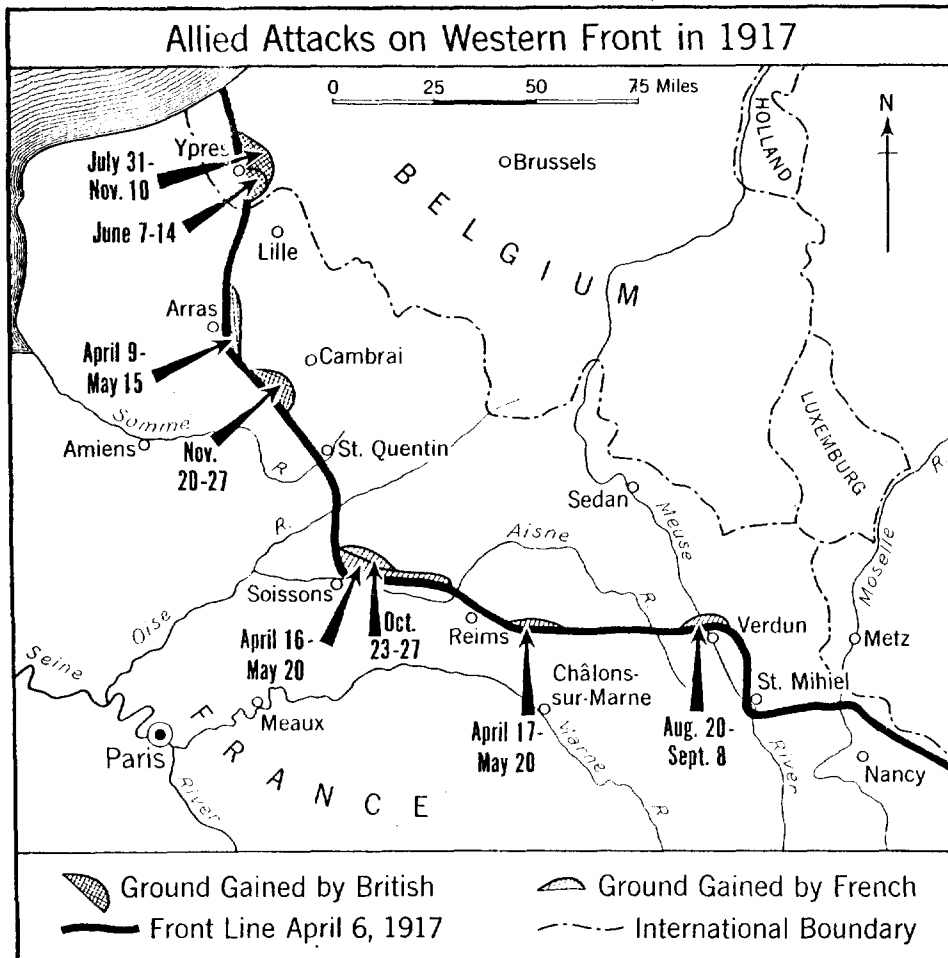 Allied Attacks on Western Front in 1917
0 25 50 75 Miles
HOLLAND
N
Ypres
July 31-
Nov. 10
Brussels
BELGIUM
June 7-14
Lille
Arras
April 9-
May 15
Cambrai
Somme
R.
Amiens
Nov.
20-27
St. Quentin
LUXEMBURG
Sedan
Meuse
Moselle
R.
Aisne
R.
Oise
R.
Soissons
April 16-
May 20
Oct.
23-27
Reims
Verdun
Metz
Seine
River
Meaux
Châlons-
sur-Marne
St. Mihiel
Paris
FRANCE
April 17-
May 20
Marne
R.
Aug. 20-
Sept. 8
River
Nancy
Ground Gained by British
Ground Gained by French
Front Line April 6, 1917
International Boundary